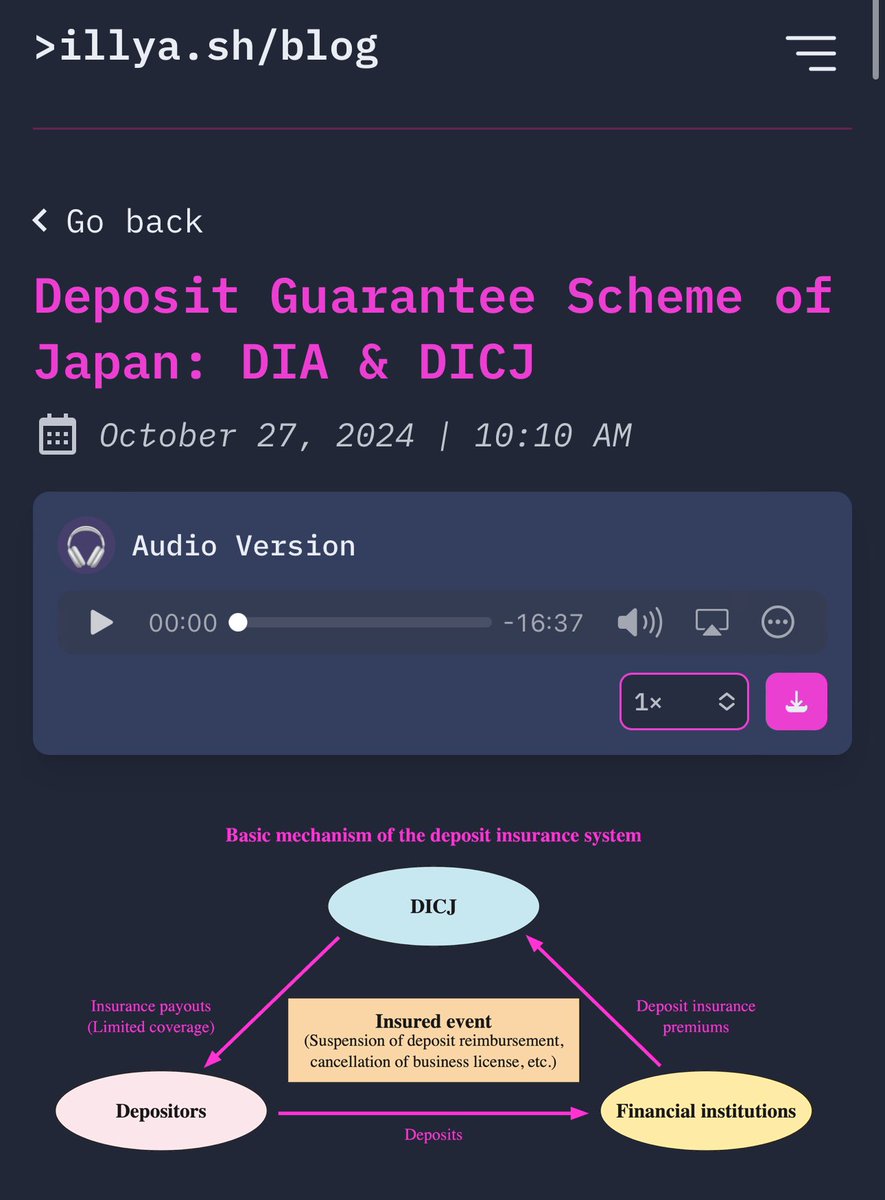 >illya.sh/blog
Go back
Deposit Guarantee Scheme of
Japan: DIA & DICJ
October 27, 2024 | 10:10 AM
Audio Version
00:00
-16:37
1×
Basic mechanism of the deposit insurance system
DICJ
Insurance payouts
(Limited coverage)
Insured event
(Suspension of deposit reimbursement,
cancellation of business license, etc.)
Deposit insurance
premiums
Depositors
Financial institutions
Deposits